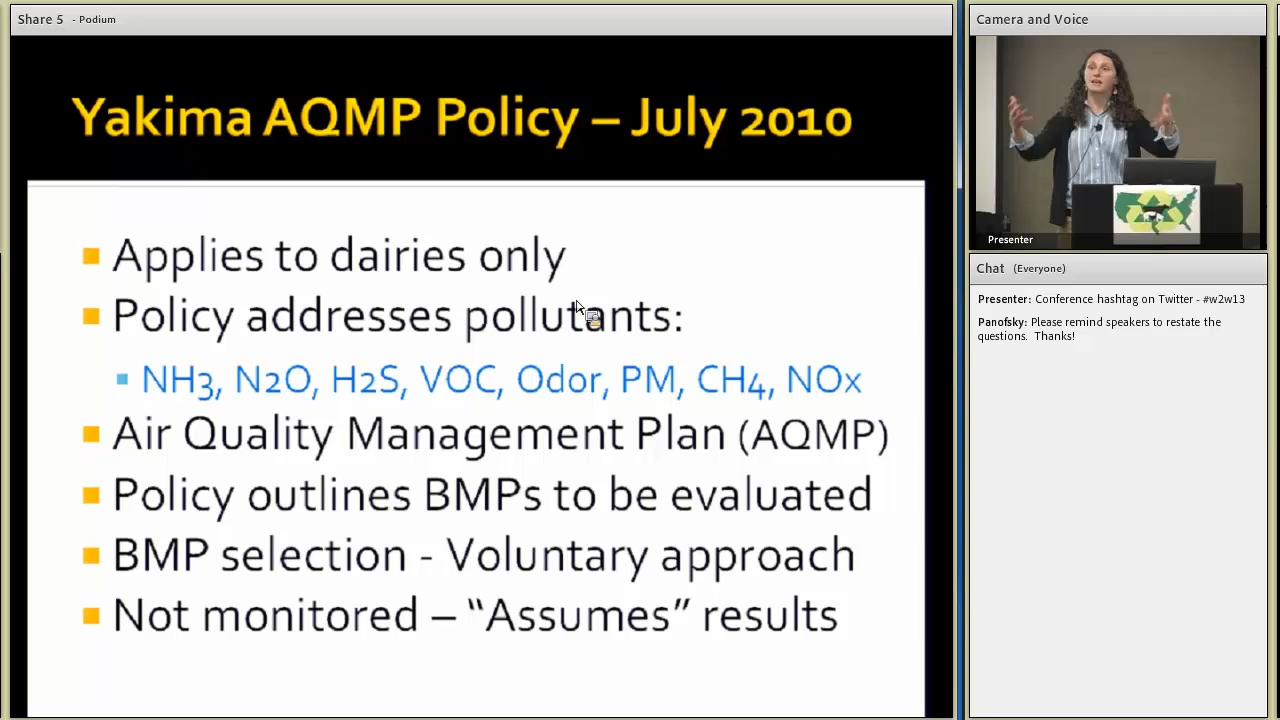 Share 5 - Podium
Yakima AQMP Policy – July 2010
Applies to dairies only
Policy addresses pollutants:
NH3, N2O, H2S, VOC, Odor, PM, CH4, NOx
Air Quality Management Plan (AQMP)
Policy outlines BMPs to be evaluated
BMP selection - Voluntary approach
Not monitored – “Assumes” results
Camera and Voice
Presenter
Chat (Everyone)
Presenter: Conference hashtag on Twitter - #w2w13
Panofsky: Please remind speakers to restate the
questions. Thanks!